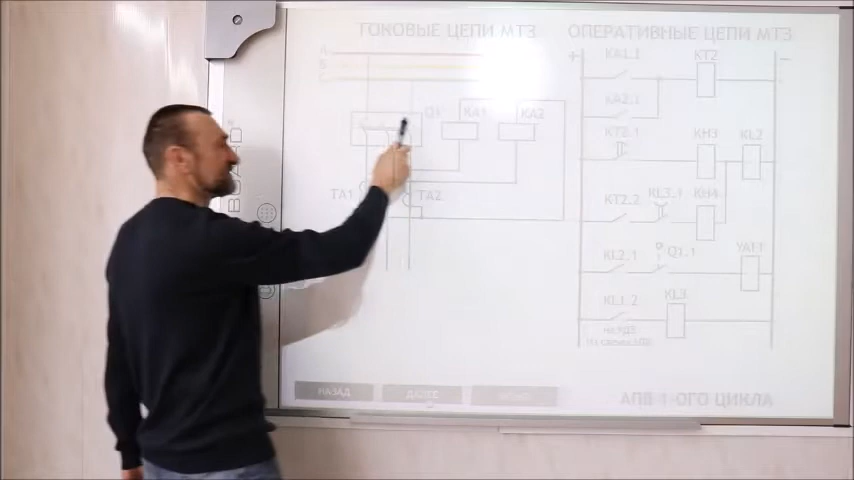 ТОКОВЫЕ ЦЕПИ МТЗ
ОПЕРАТИВНЫЕ ЦЕПИ МТЗ
A
B
C
Q1
KA1
KA2
TA1
TA2
+
−
KA1.1
KT2
KA2.1
KT2.1
KH3
KL2
KT2.2
KL3.1
KH4
KL2.1
Q1.1
YAT1
KL1.2
KL3
НАЗАД
ДАЛЕЕ
АПВ 1-ОГО ЦИКЛА
BOARD